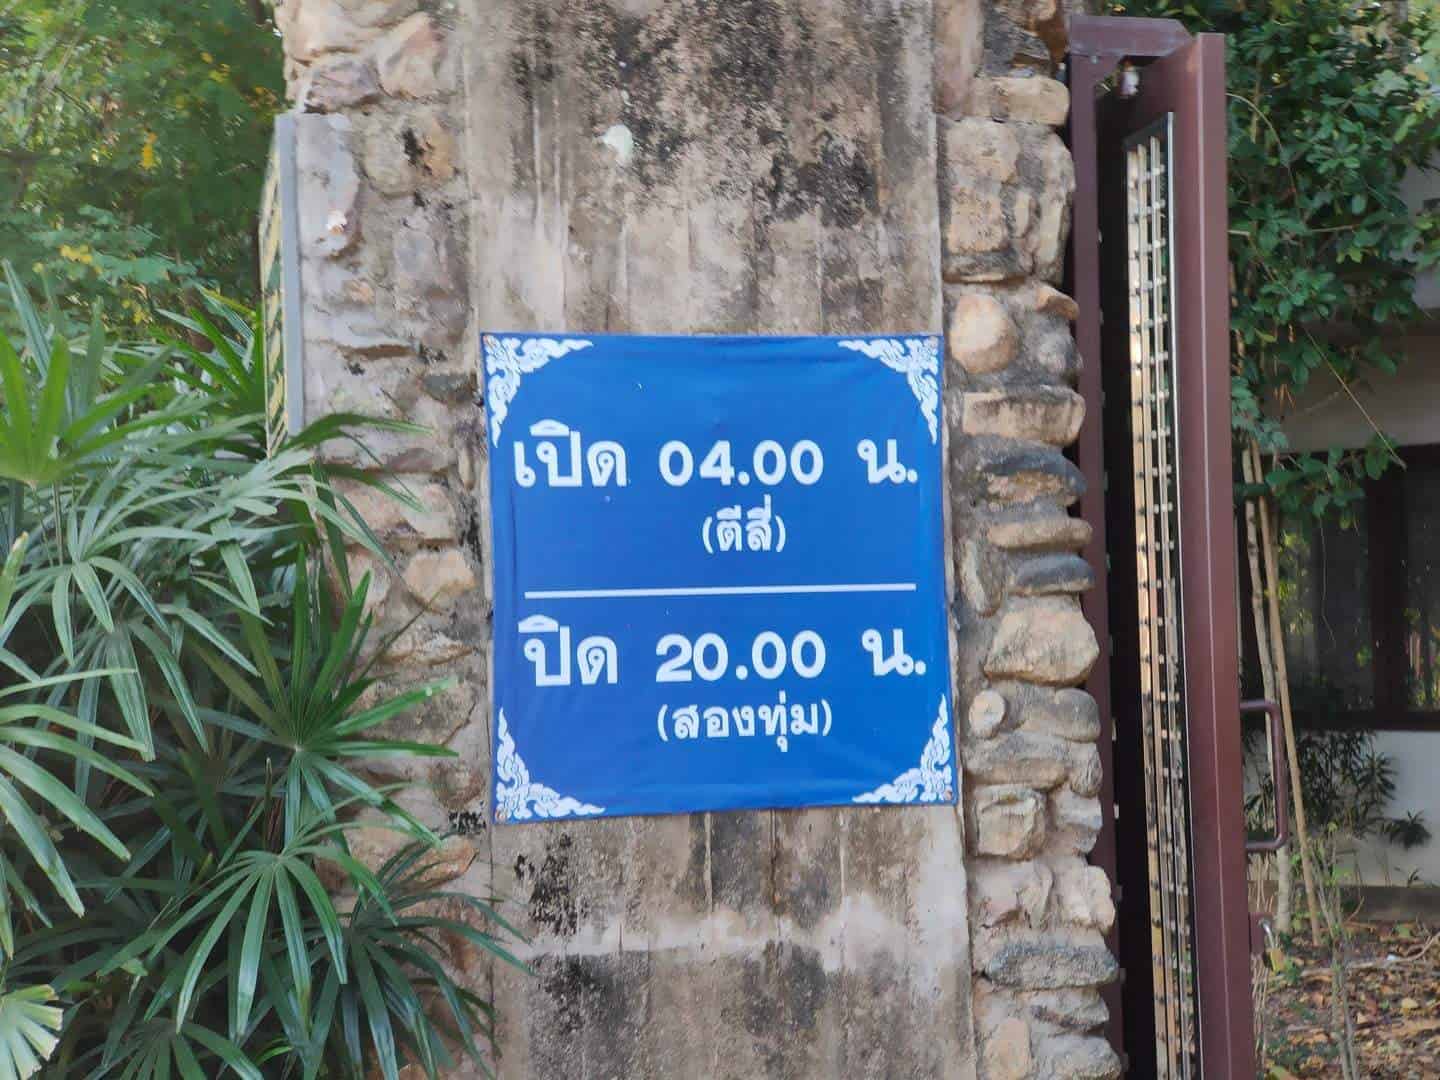 เปิด 04.00 น.
(ตีสี่)
ปิด 20.00 น.
(สองทุ่ม)